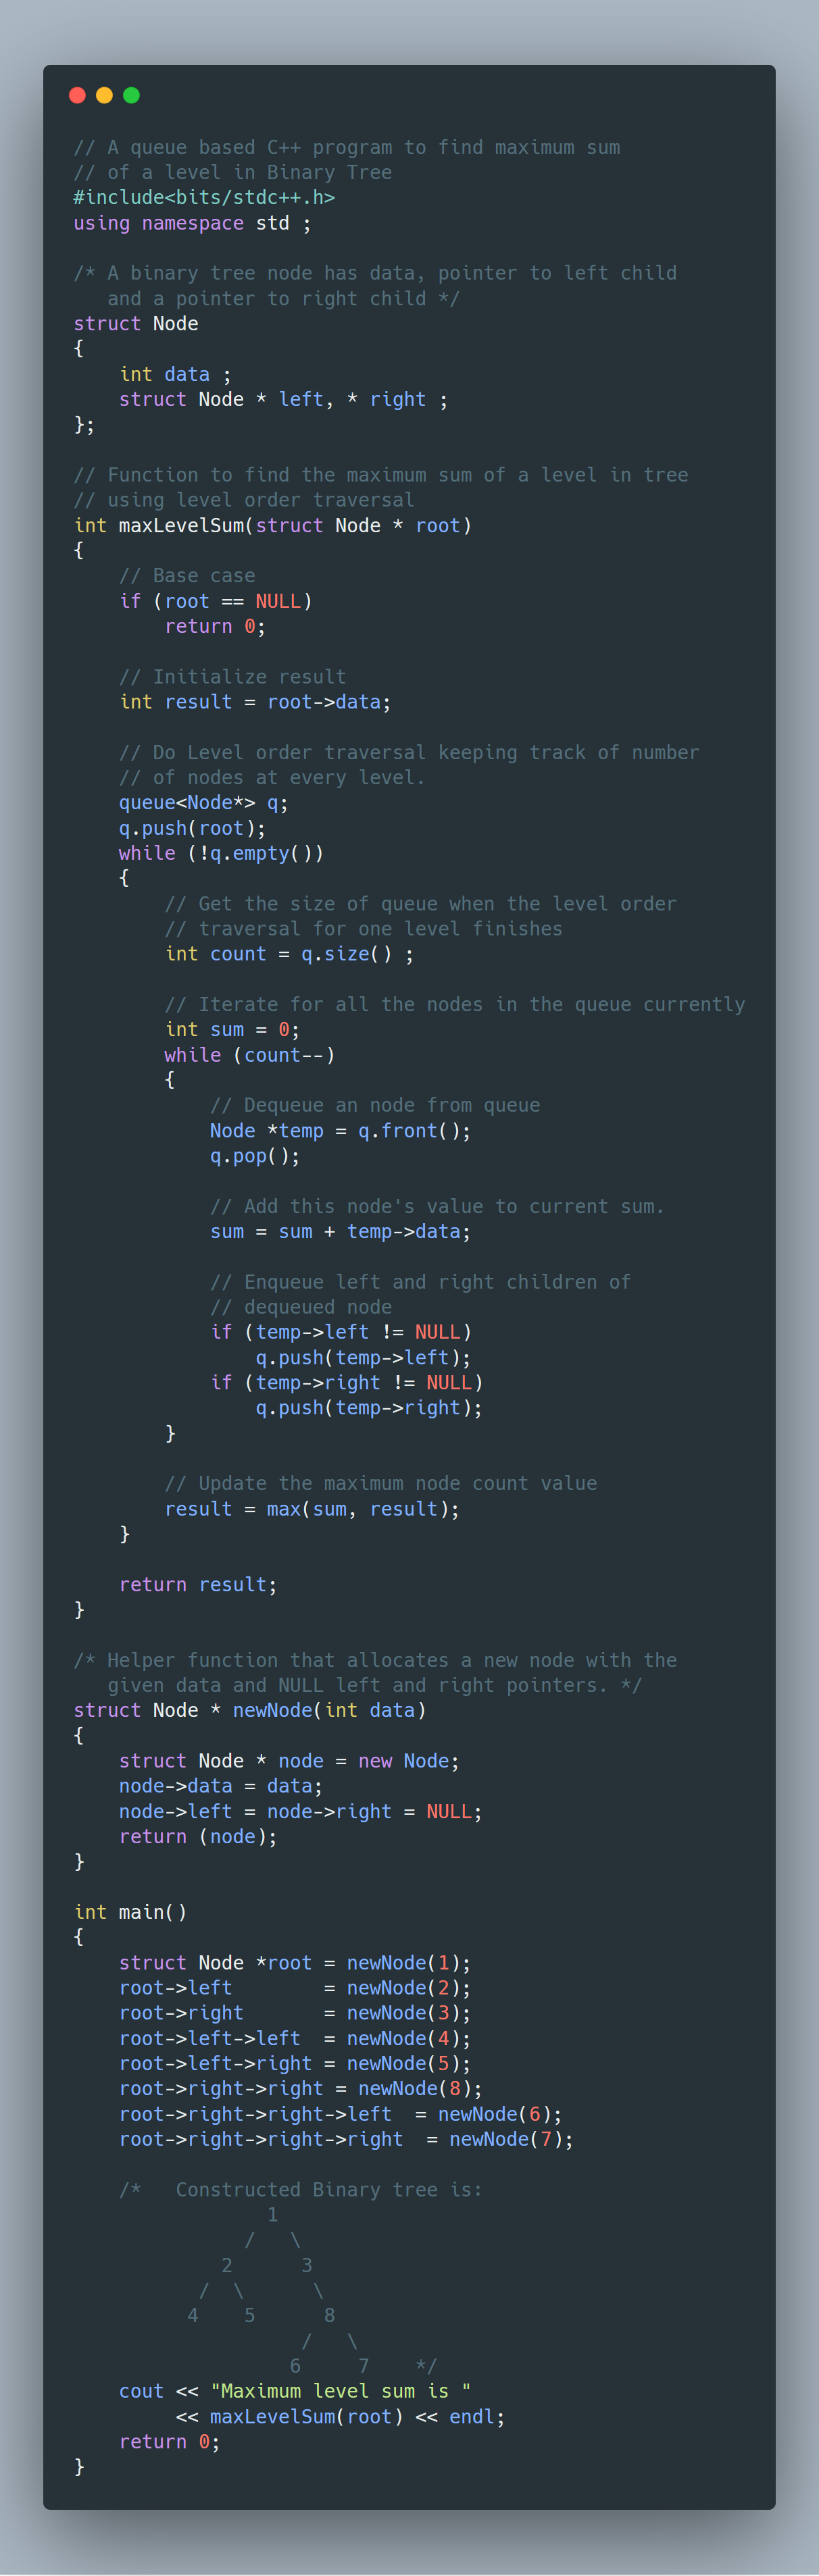 // A queue based C++ program to find maximum sum
// of a level in Binary Tree
#include<bits/stdc++.h>
using namespace std ;

/* A binary tree node has data, pointer to left child
   and a pointer to right child */
struct Node
{
    int data ;
    struct Node * left, * right ;
};

// Function to find the maximum sum of a level in tree
// using level order traversal
int maxLevelSum(struct Node * root)
{
    // Base case
    if (root == NULL)
        return 0;

    // Initialize result
    int result = root->data;

    // Do Level order traversal keeping track of number
    // of nodes at every level.
    queue<Node*> q;
    q.push(root);
    while (!q.empty())
    {
        // Get the size of queue when the level order
        // traversal for one level finishes
        int count = q.size() ;

        // Iterate for all the nodes in the queue currently
        int sum = 0;
        while (count--)
        {
            // Dequeue an node from queue
            Node *temp = q.front();
            q.pop();

            // Add this node's value to current sum.
            sum = sum + temp->data;

            // Enqueue left and right children of
            // dequeued node
            if (temp->left != NULL)
                q.push(temp->left);
            if (temp->right != NULL)
                q.push(temp->right);
        }

        // Update the maximum node count value
        result = max(sum, result);
    }

    return result;
}

/* Helper function that allocates a new node with the
   given data and NULL left and right pointers. */
struct Node * newNode(int data)
{
    struct Node * node = new Node;
    node->data = data;
    node->left = node->right = NULL;
    return (node);
}

int main()
{
    struct Node *root = newNode(1);
    root->left        = newNode(2);
    root->right       = newNode(3);
    root->left->left  = newNode(4);
    root->left->right = newNode(5);
    root->right->right = newNode(8);
    root->right->right->left  = newNode(6);
    root->right->right->right  = newNode(7);

    /*   Constructed Binary tree is:
                 1
               /   \
             2      3
           /  \      \
          4    5      8
                    /   \
                   6     7    */
    cout << "Maximum level sum is "
         << maxLevelSum(root) << endl;
    return 0;
}